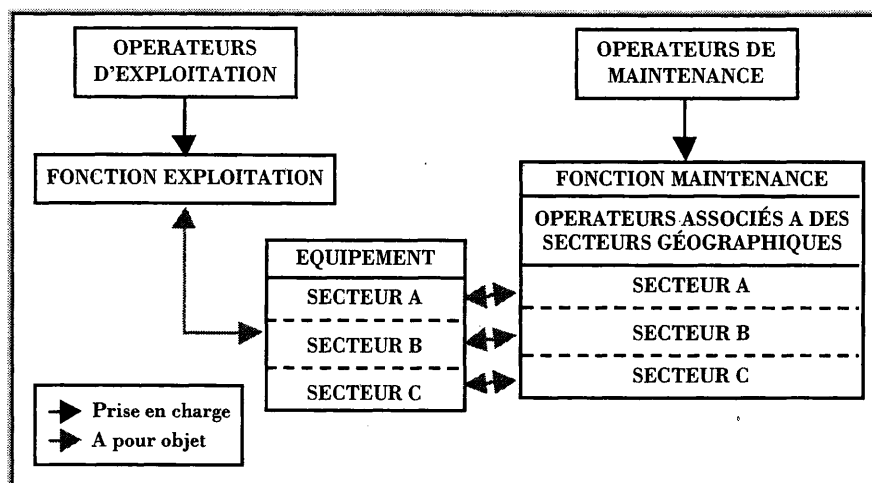 OPERATEURS
D'EXPLOITATION
OPERATEURS DE
MAINTENANCE
FONCTION EXPLOITATION
FONCTION MAINTENANCE
OPERATEURS ASSOCIÉS A DES
SECTEURS GÉOGRAPHIQUES
EQUIPEMENT
SECTEUR A
SECTEUR B
SECTEUR C
SECTEUR A
SECTEUR B
SECTEUR C
Prise en charge
A pour objet